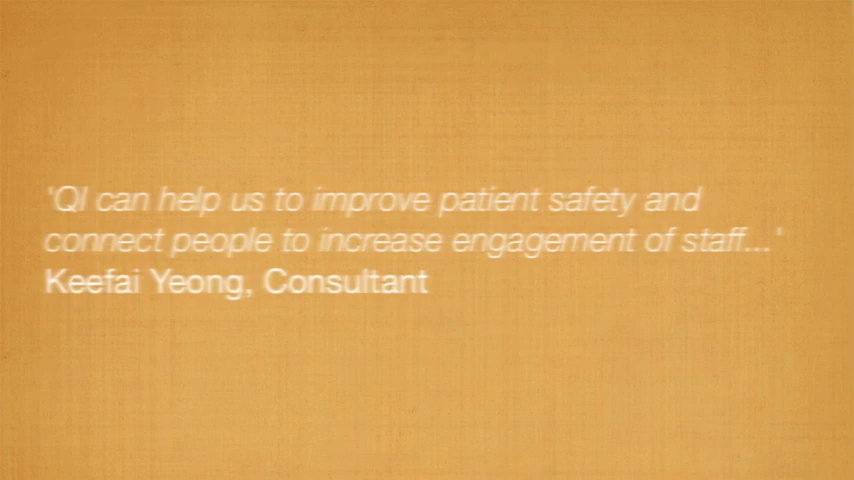 'QI can help us to improve patient safety and
connect people to increase engagement of staff...'
Keefai Yeong, Consultant